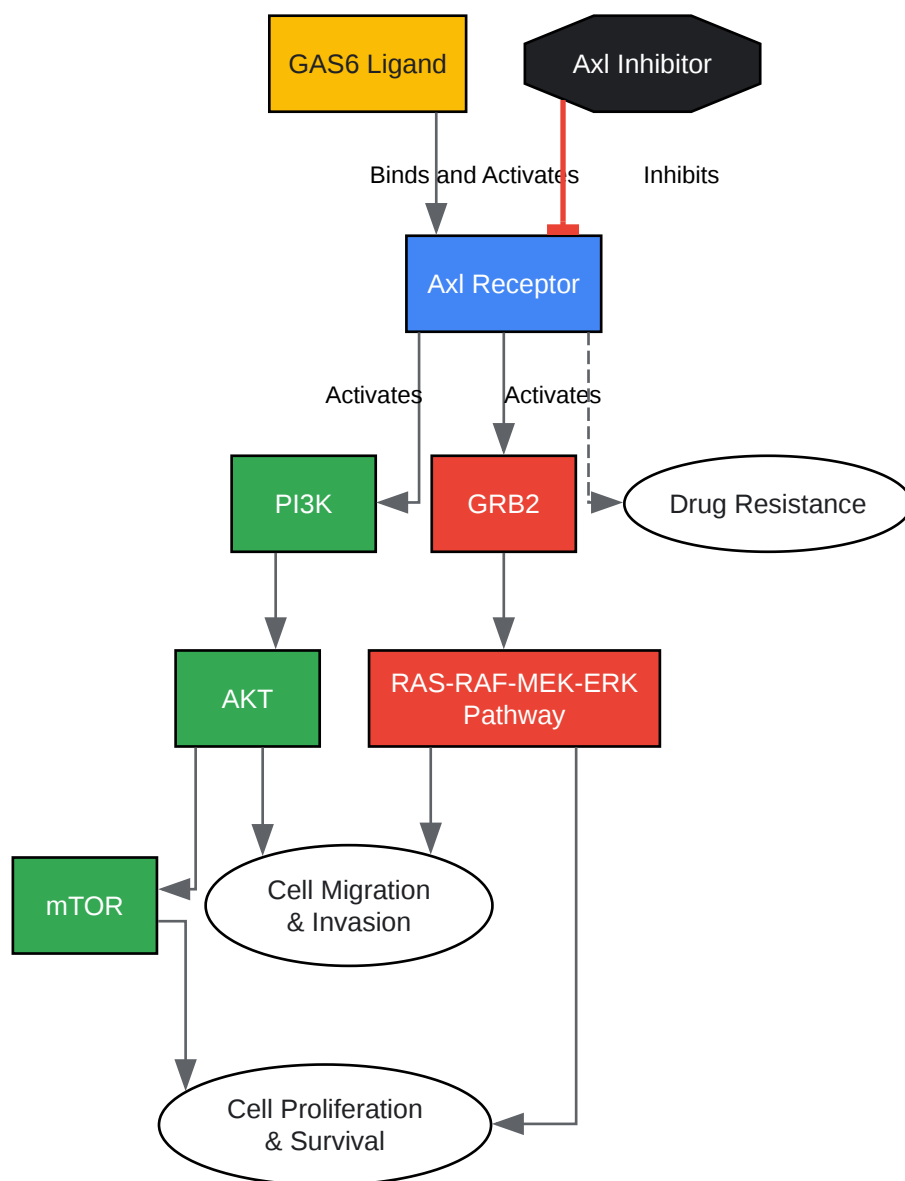 GAS6 Ligand
Axl Inhibitor
Binds and Activates
Inhibits
Axl Receptor
Activates
Activates
PI3K
GRB2
Drug Resistance
AKT
RAS-RAF-MEK-ERK
Pathway
mTOR
Cell Migration
& Invasion
Cell Proliferation
& Survival